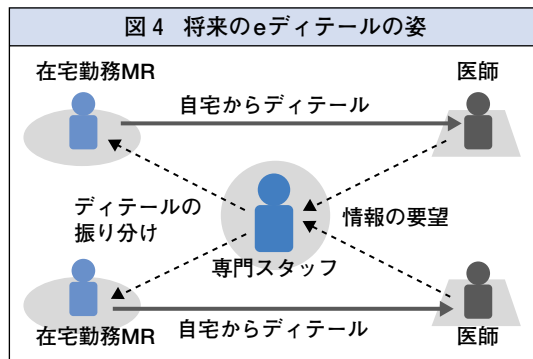 図4 将来のeディテールの姿
在宅勤務MR
医師
自宅からディテール
ディテールの
振り分け
情報の要望
専門スタッフ
在宅勤務MR
自宅からディテール
医師